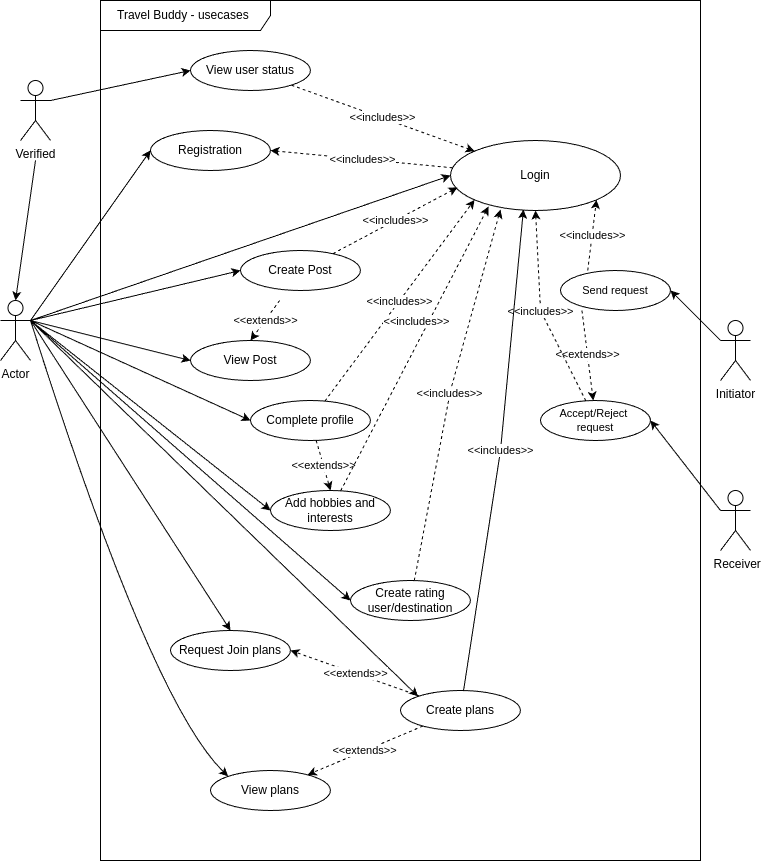 Travel Buddy - usecases
View user status
<<includes>>
Verified
Registration
<<includes>>
Login
<<includes>>
<<includes>>
Create Post
Send request
<<includes>>
<<includes>>
<<extends>>
<<includes>>
View Post
<<extends>>
Actor
Initiator
<<includes>>
Complete profile
Accept/Reject
request
<<includes>>
<<extends>>
Add hobbies and
interests
Receiver
Create rating
user/destination
Request Join plans
<<extends>>
Create plans
<<extends>>
View plans